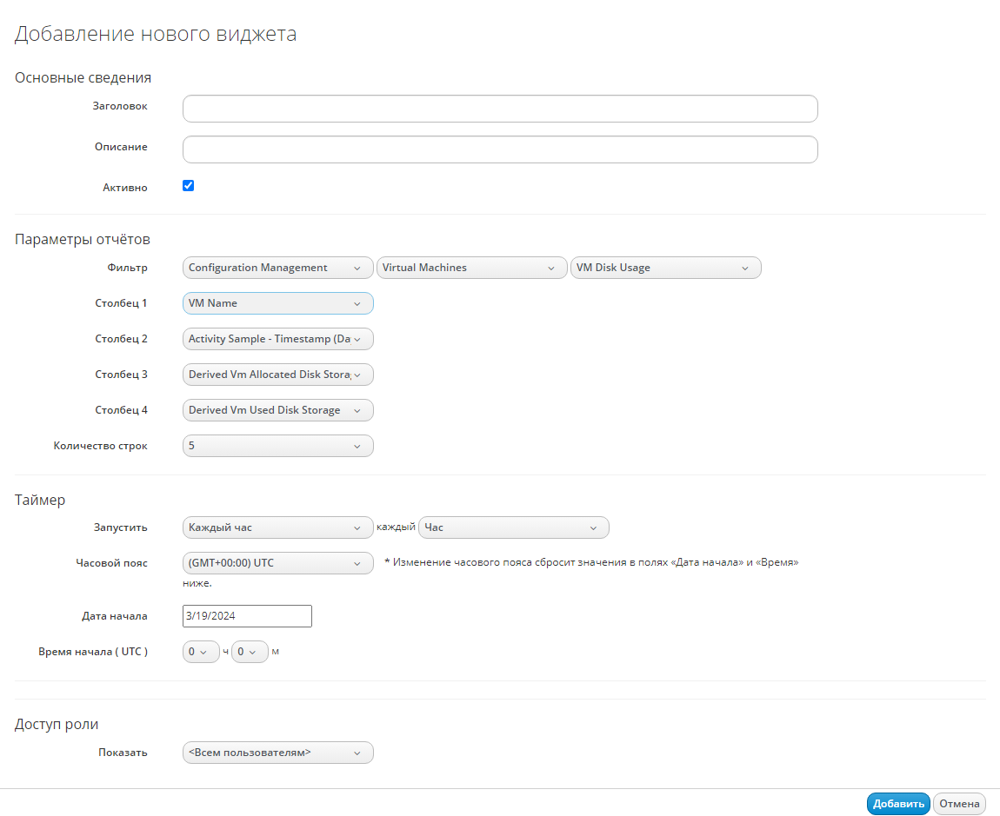 Добавление нового виджета
Основные сведения
Заголовок
Описание
Активно
Параметры отчётов
Фильтр Configuration Management Virtual Machines VM Disk Usage
Столбец 1 VM Name
Столбец 2 Activity Sample - Timestamp (Da
Столбец 3 Derived Vm Allocated Disk Stora
Столбец 4 Derived Vm Used Disk Storage
Количество строк 5
Таймер
Запустить Каждый час каждый Час
Часовой пояс (GMT+00:00) UTC * Изменение часового пояса сбросит значения в полях «Дата начала» и «Время»
ниже.
Дата начала 3/19/2024
Время начала ( UTC ) 0 ч 0 м
Доступ роли
Показать <Всем пользователям>
Добавить Отмена